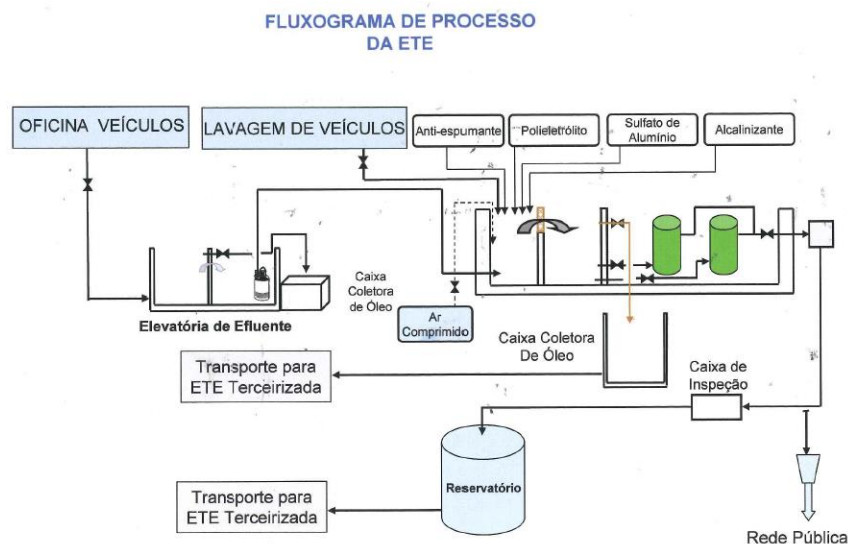 FLUXOGRAMA DE PROCESSO
DA ETE
OFICINA VEÍCULOS
LAVAGEM DE VEÍCULOS
Anti-espumante
Polieletrólito
Sulfato de
Alumínio
Alcalinizante
Caixa
Coletora
de Óleo
Elevatória de Efluente
Ar
Comprimido
Caixa Coletora
De Óleo
Caixa de
Inspeção
Transporte para
ETE Terceirizada
Reservatório
Transporte para
ETE Terceirizada
Rede Pública